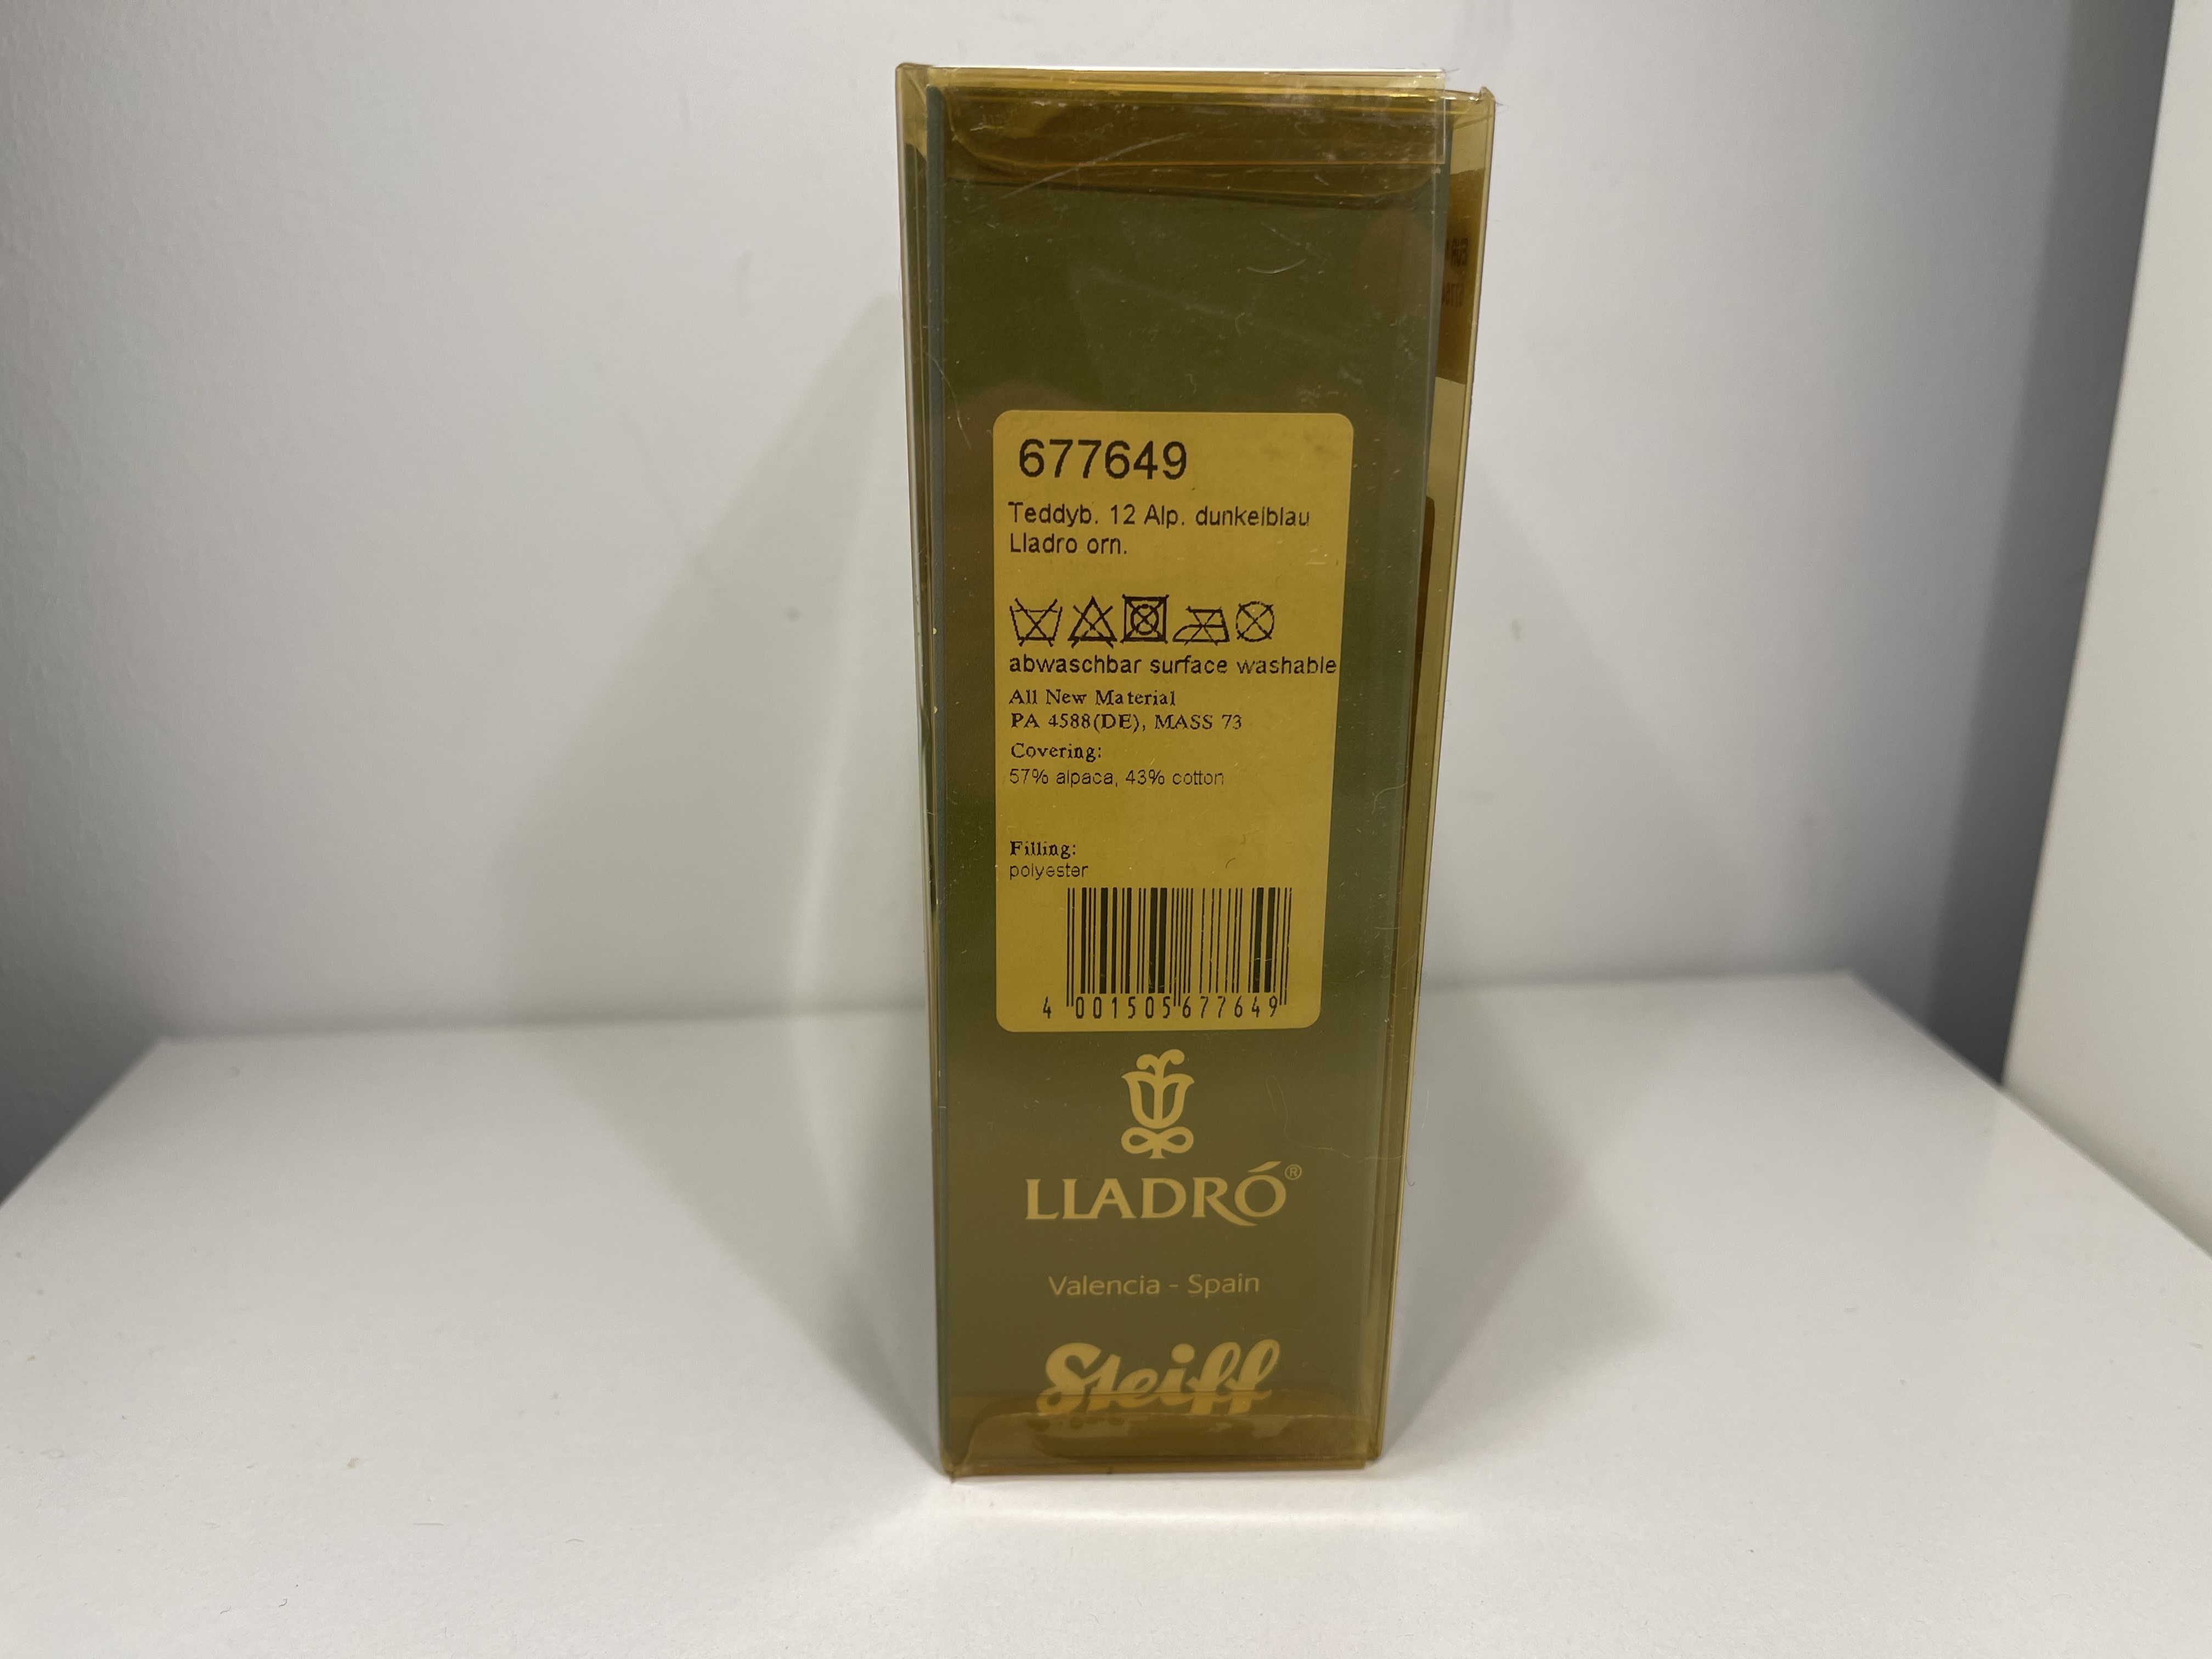 677649
Teddyb. 12 Alp. dunkelblau
Lladro orn.
abwaschbar surface washable
All New Material
PA 4588(DE), MASS 73
Covering:
57% alpaca, 43% cotton
Filling:
polyester
4 001505 677649
LLADRÓ®
Valencia - Spain
Steiff